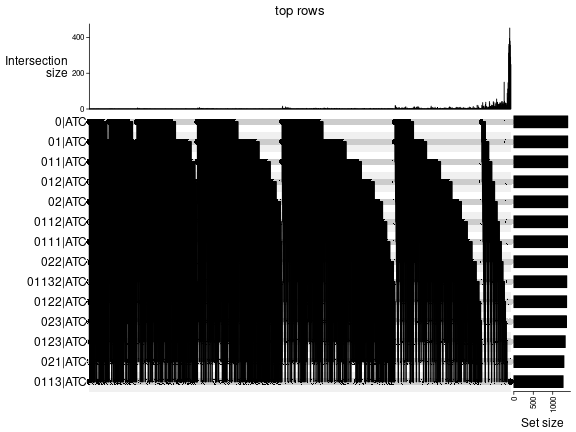 top rows
400
200
0
Intersection
size
0|ATC
01|ATC
011|ATC
012|ATC
02|ATC
0112|ATC
0111|ATC
022|ATC
01132|ATC
0122|ATC
023|ATC
0123|ATC
021|ATC
0113|ATC
0
500
1000
Set size